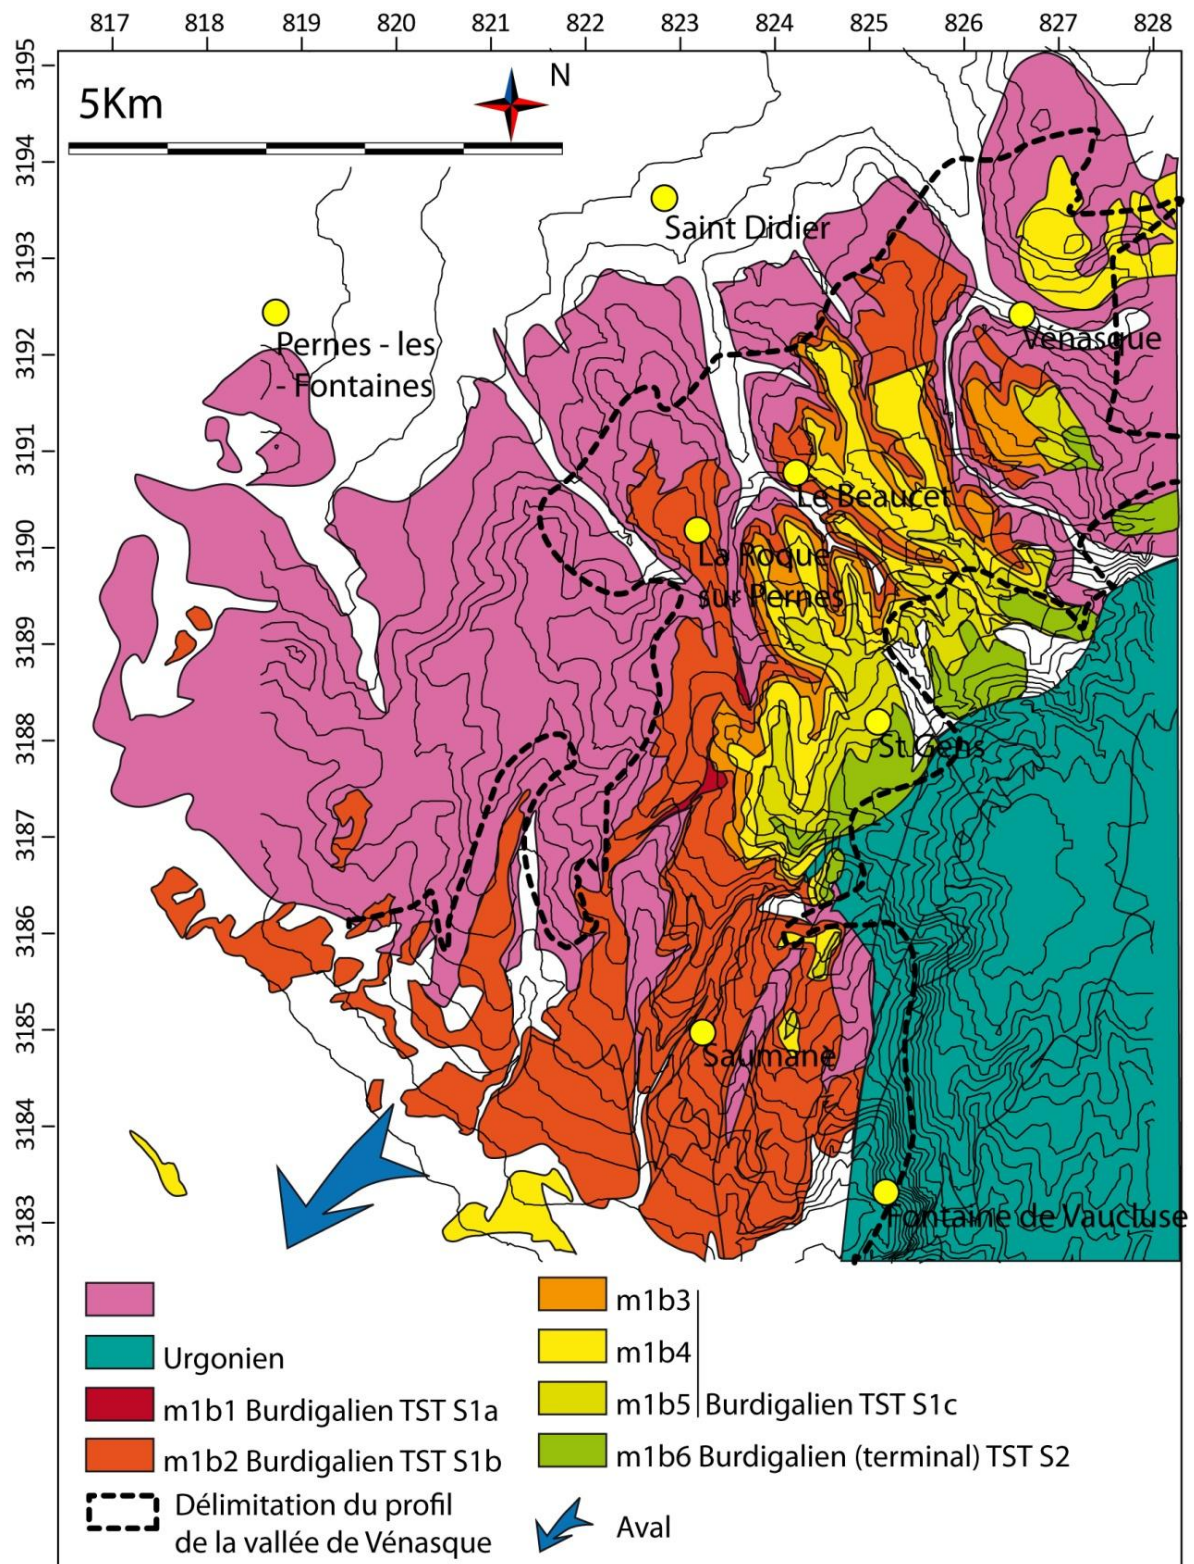 817 818 819 820 821 822 823 824 825 826 827 828
3195
N
5Km
3194
Saint Didier
3193
Pernes - les
- Fontaines
Vénasque
3192
3191
Le Beaucet
La Roque
sur Pernes
3190
3189
St Gens
3188
3187
3186
3185
Saumane
3184
Fontaine de Vaucluse
3183
Urgonien
m1b1 Burdigalien TST S1a
m1b2 Burdigalien TST S1b
Délimitation du profil
de la vallée de Vénasque
m1b3
m1b4
m1b5 Burdigalien TST S1c
m1b6 Burdigalien (terminal) TST S2
Aval